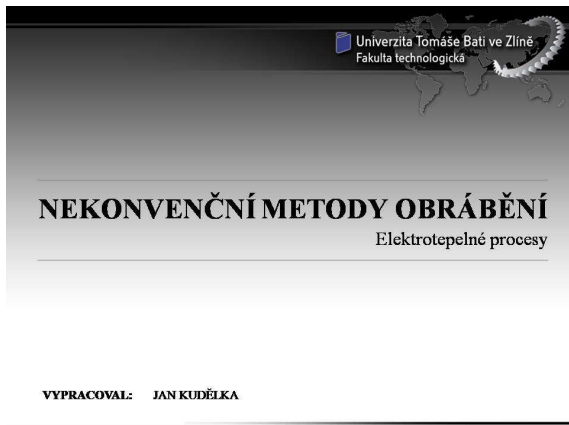 Univerzita Tomáše Bati ve Zlíně
Fakulta technologická
NEKONVENČNÍ METODY OBRÁBĚNÍ
Elektrotepelné procesy
VYPRACOVAL: JAN KUDĚLKA